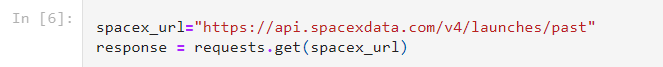 In [6]:
spacex_url="https://api.spacexdata.com/v4/launches/past"
response = requests.get(spacex_url)